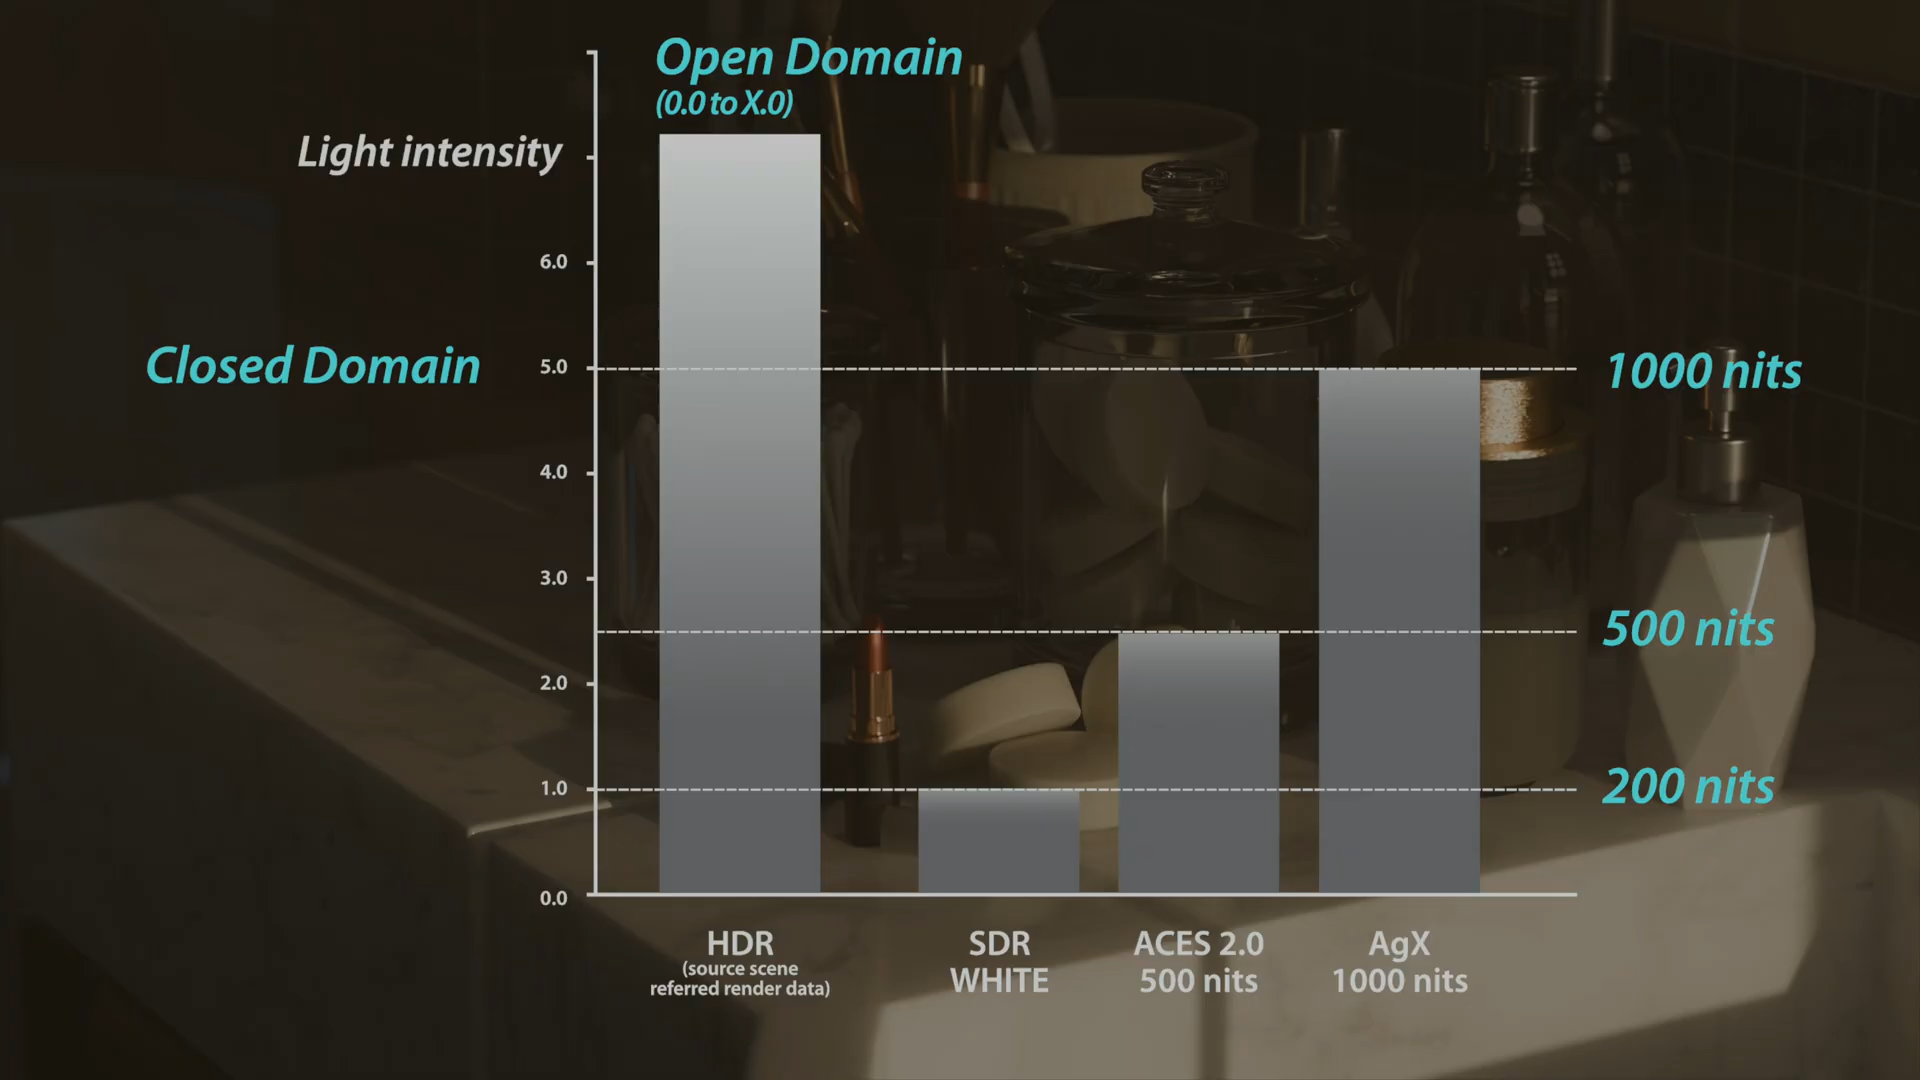 Open Domain
(0.0 to X.0)
Light intensity
6.0
Closed Domain
5.0
1000 nits
4.0
3.0
500 nits
2.0
1.0
200 nits
0.0
HDR
(source scene
referred render data)
SDR
WHITE
ACES 2.0
500 nits
AgX
1000 nits